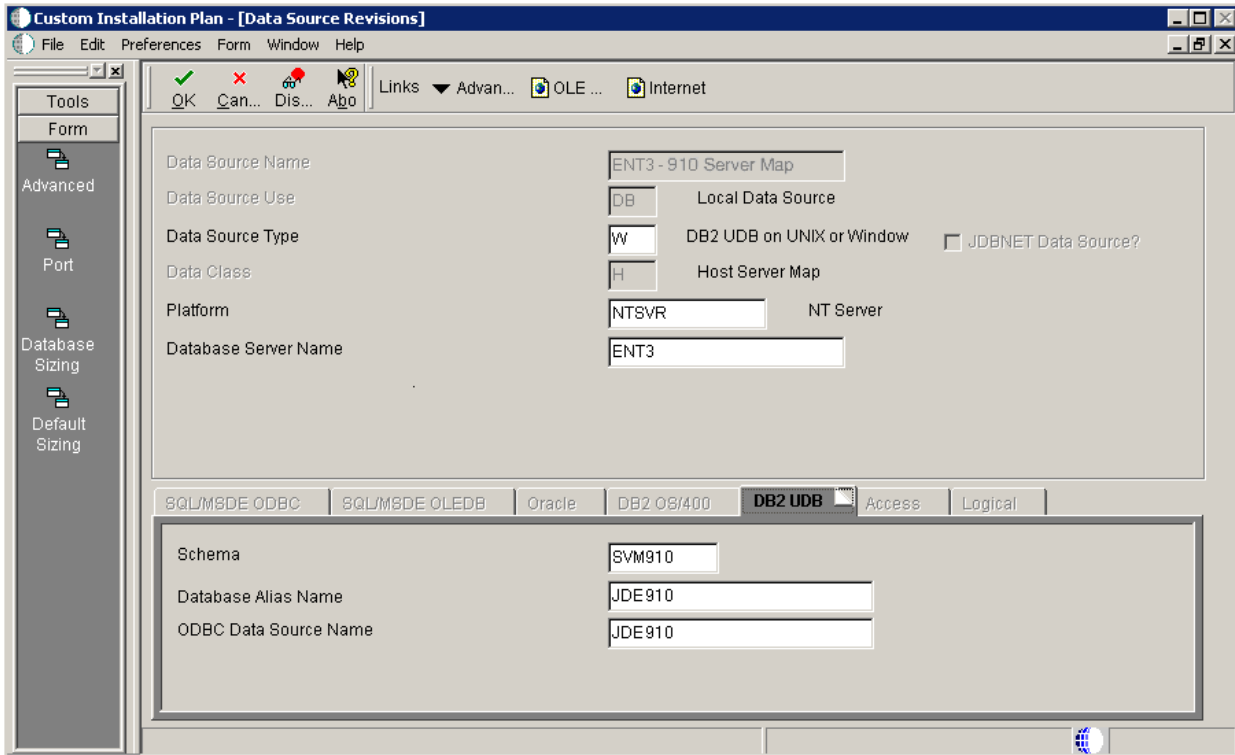 Custom Installation Plan - [Data Source Revisions]
File Edit Preferences Form Window Help
Tools
Form
Advanced
Port
Database
Sizing
Default
Sizing
OK Can... Dis... Abo Links Advan... OLE ... Internet
Data Source Name ENT3 - 910 Server Map
Data Source Use DB Local Data Source
Data Source Type W DB2 UDB on UNIX or Window JDBNET Data Source?
Data Class H Host Server Map
Platform NTSVR NT Server
Database Server Name ENT3
SQL/MSDE ODBC SQL/MSDE OLEDB Oracle DB2 OS/400 DB2 UDB Access Logical
Schema SVM910
Database Alias Name JDE910
ODBC Data Source Name JDE910